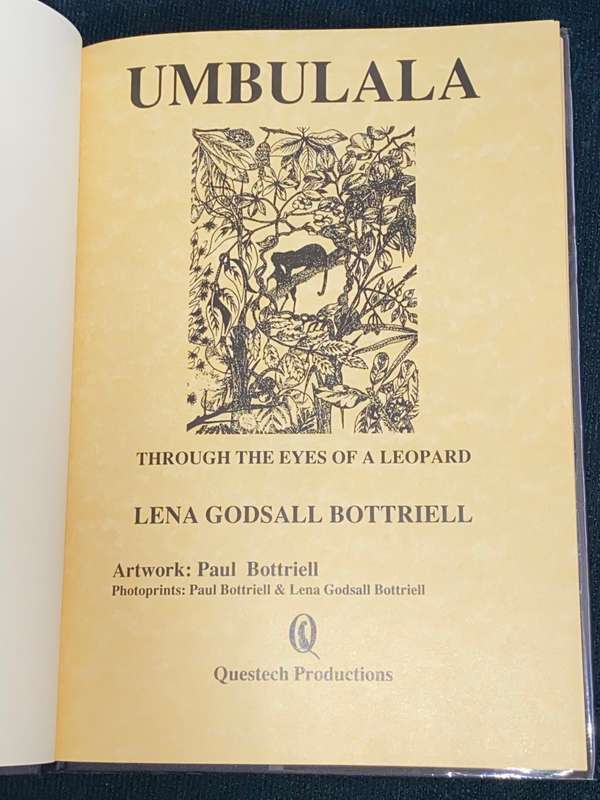 UMBULALA
THROUGH THE EYES OF A LEOPARD
LENA GODSALL BOTTRIELL
Artwork: Paul Bottriell
Photoprints: Paul Bottriell & Lena Godsall Bottriell
Questech Productions